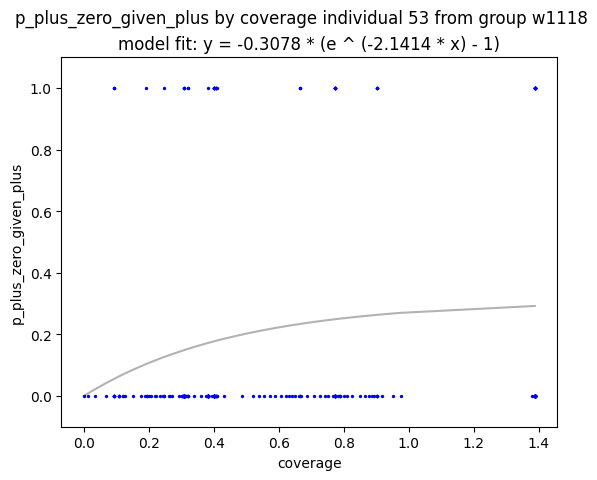 p_plus_zero_given_plus by coverage individual 53 from group w1118
model fit: y = -0.3078 * (e ^ (-2.1414 * x) - 1)
1.0
0.8
0.6
0.4
0.2
0.0
p_plus_zero_given_plus
0.0 0.2 0.4 0.6 0.8 1.0 1.2 1.4
coverage